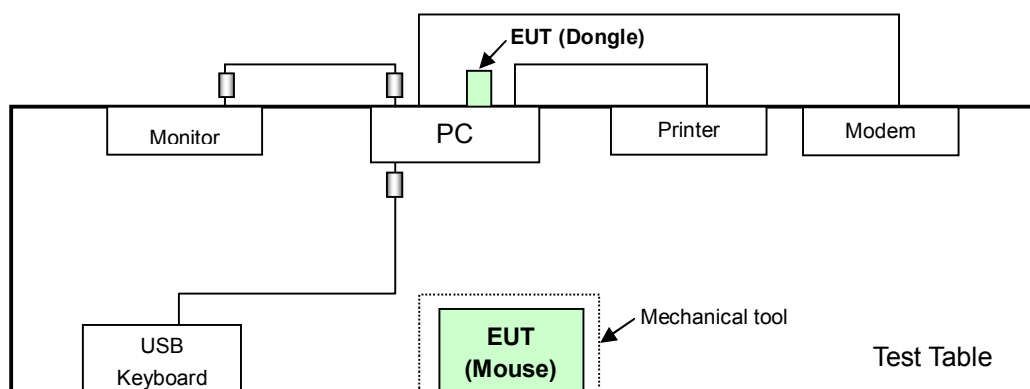 EUT (Dongle)
Monitor
PC
Printer
Modem
Mechanical tool
EUT
(Mouse)
USB
Keyboard
Test Table